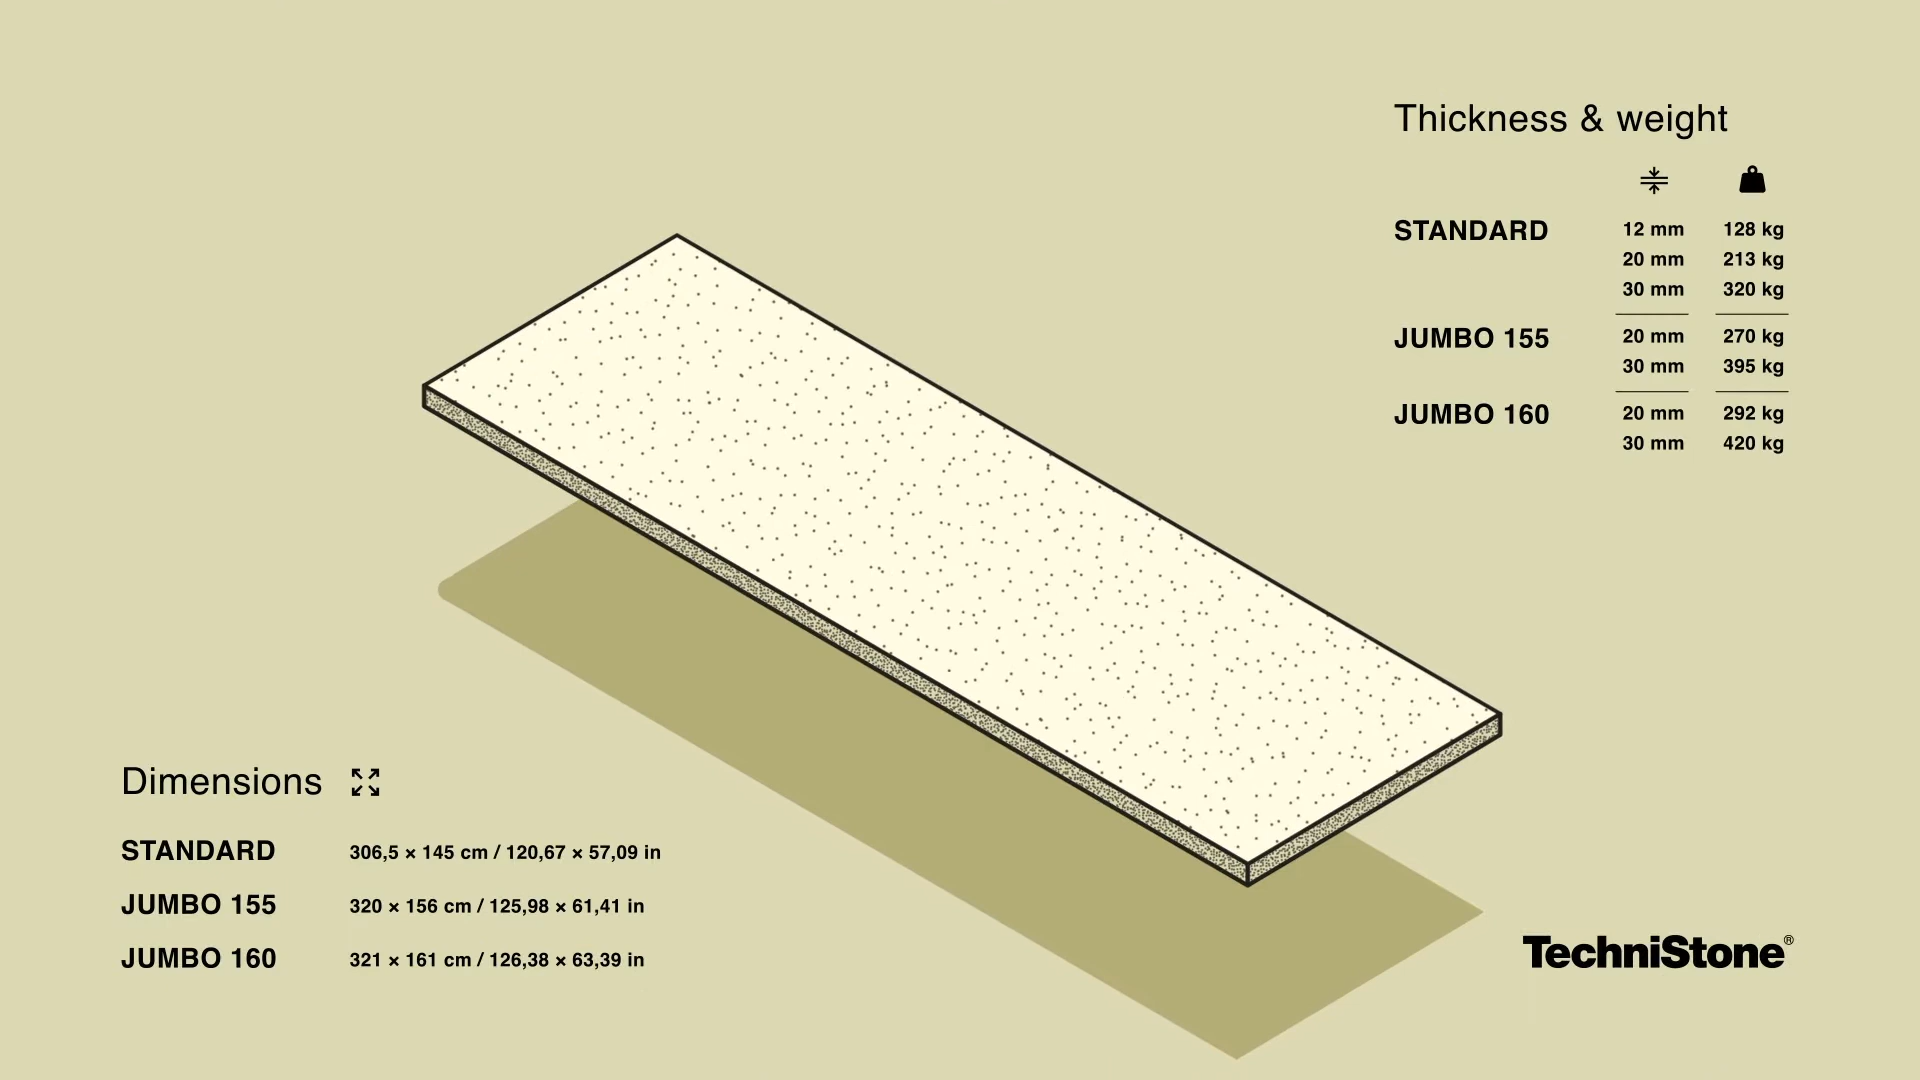 Thickness & weight
STANDARD 12 mm 128 kg
20 mm 213 kg
30 mm 320 kg
JUMBO 155 20 mm 270 kg
30 mm 395 kg
JUMBO 160 20 mm 292 kg
30 mm 420 kg
Dimensions
STANDARD 306,5 × 145 cm / 120,67 × 57,09 in
JUMBO 155 320 × 156 cm / 125,98 × 61,41 in
JUMBO 160 321 × 161 cm / 126,38 × 63,39 in
TechniStone®